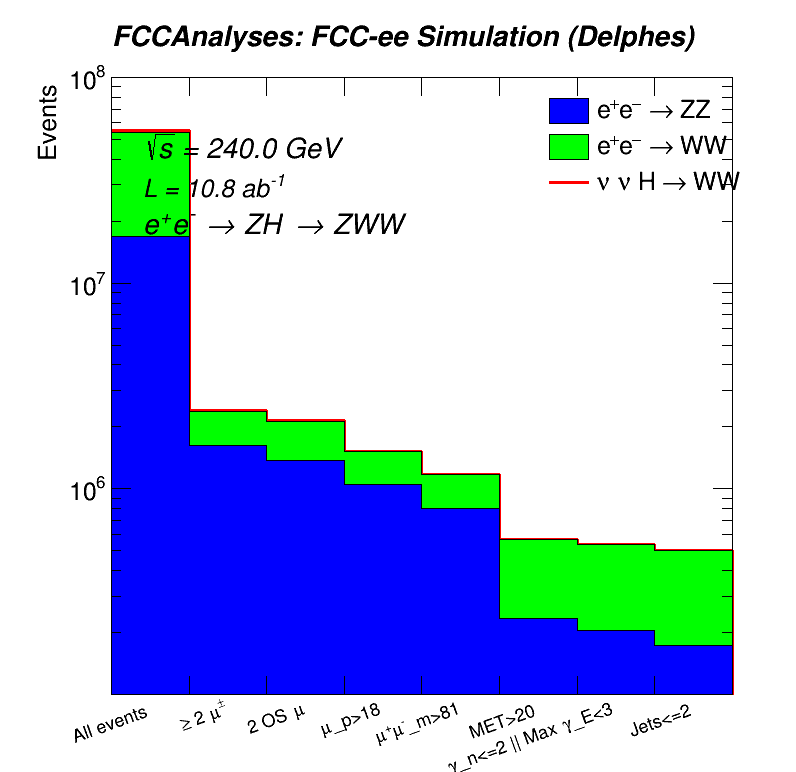 FCCAnalyses: FCC-ee Simulation (Delphes)
Events
10⁸
10⁷
10⁶
√s = 240.0 GeV
L = 10.8 ab⁻¹
e⁺e⁻ → ZH → ZWW
e⁺e⁻ → ZZ
e⁺e⁻ → WW
ν ν H → WW
All events
≥ 2 μ±
2 OS μ
μ_p>18
μ⁺μ⁻_m>81
MET>20
γ_n<=2 || Max γ_E<3
Jets<=2